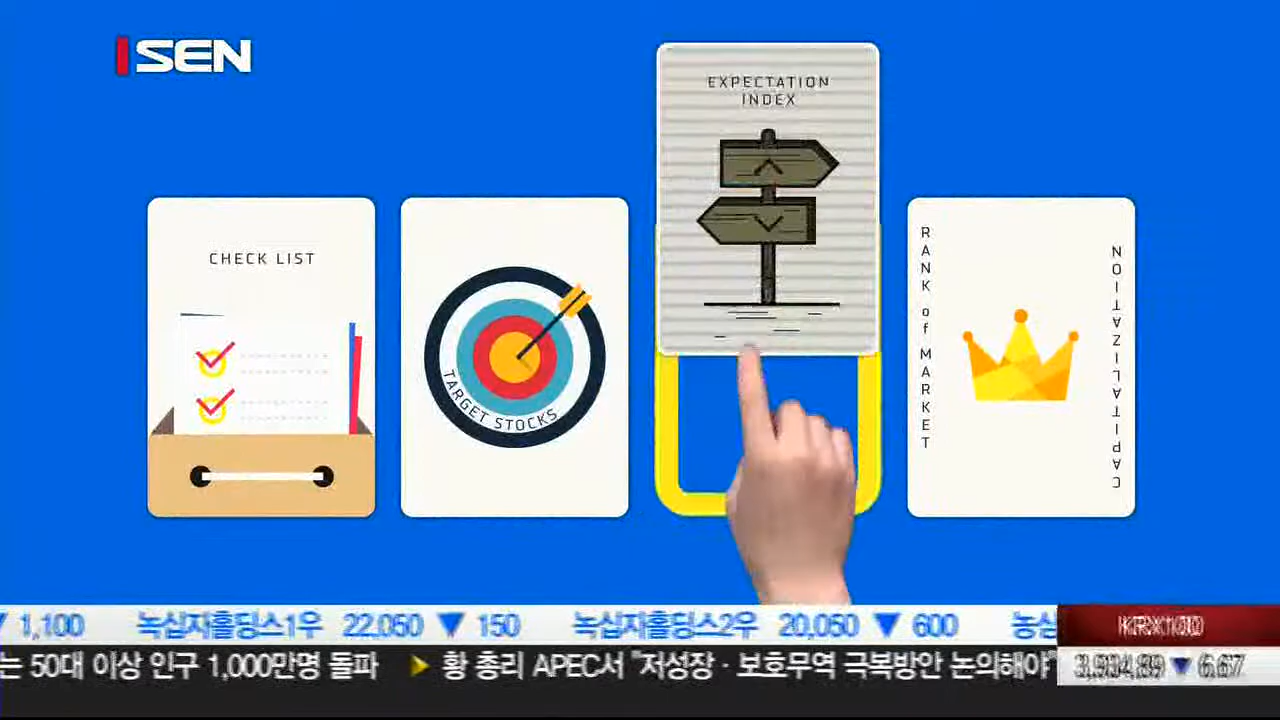 SEN
EXPECTATION
INDEX
CHECK LIST
TARGET STOCKS
RANK of MARKET
CAPITALIZATION
▼ 1,100 녹십자홀딩스1우 22,050 ▼ 150 녹십자홀딩스2우 20,050 ▼ 600 농심
는 50대 이상 인구 1,000만명 돌파 ▶ 황 총리 APEC서 "저성장 · 보호무역 극복방안 논의해야"